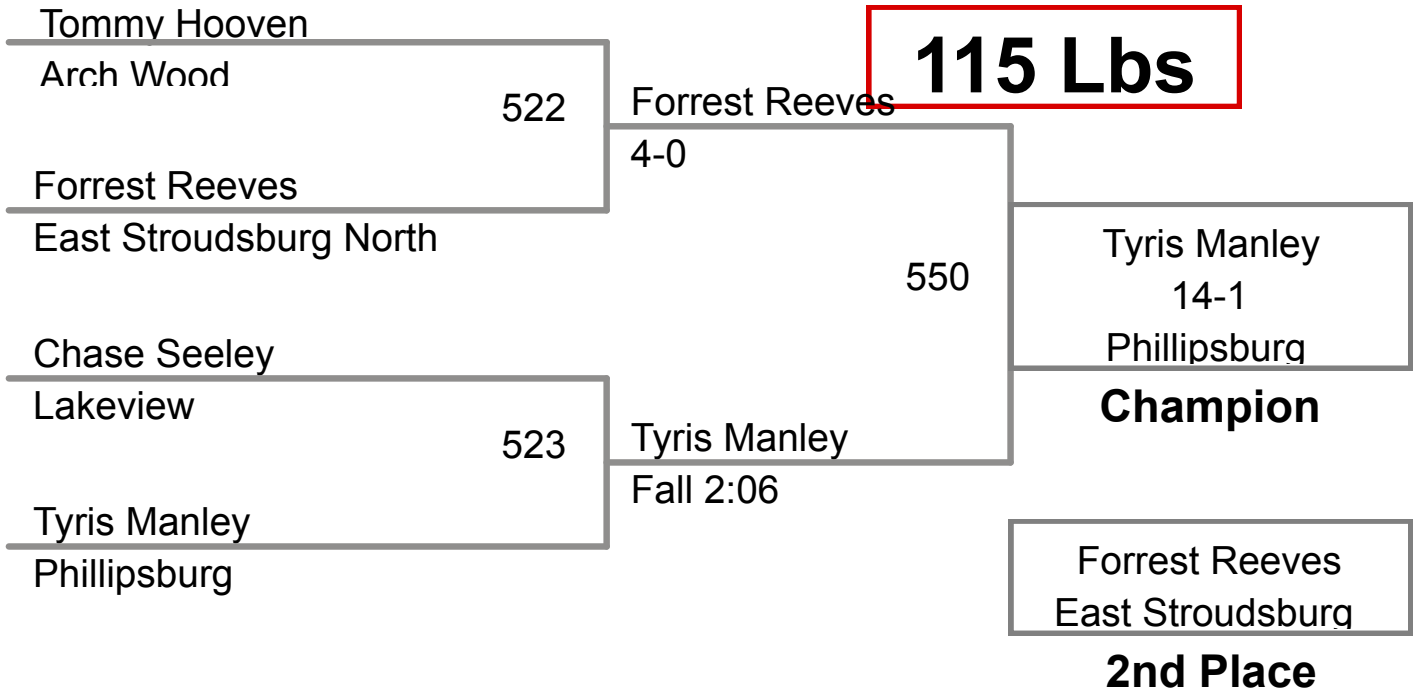 Tommy Hooven
Arch Wood
522
Forrest Reeves
East Stroudsburg North
Chase Seeley
Lakeview
523
Tyris Manley
Phillipsburg
Forrest Reeves
4-0
550
Tyris Manley
Fall 2:06
115 Lbs
Tyris Manley
14-1
Phillipsburg
Champion
Forrest Reeves
East Stroudsburg
2nd Place